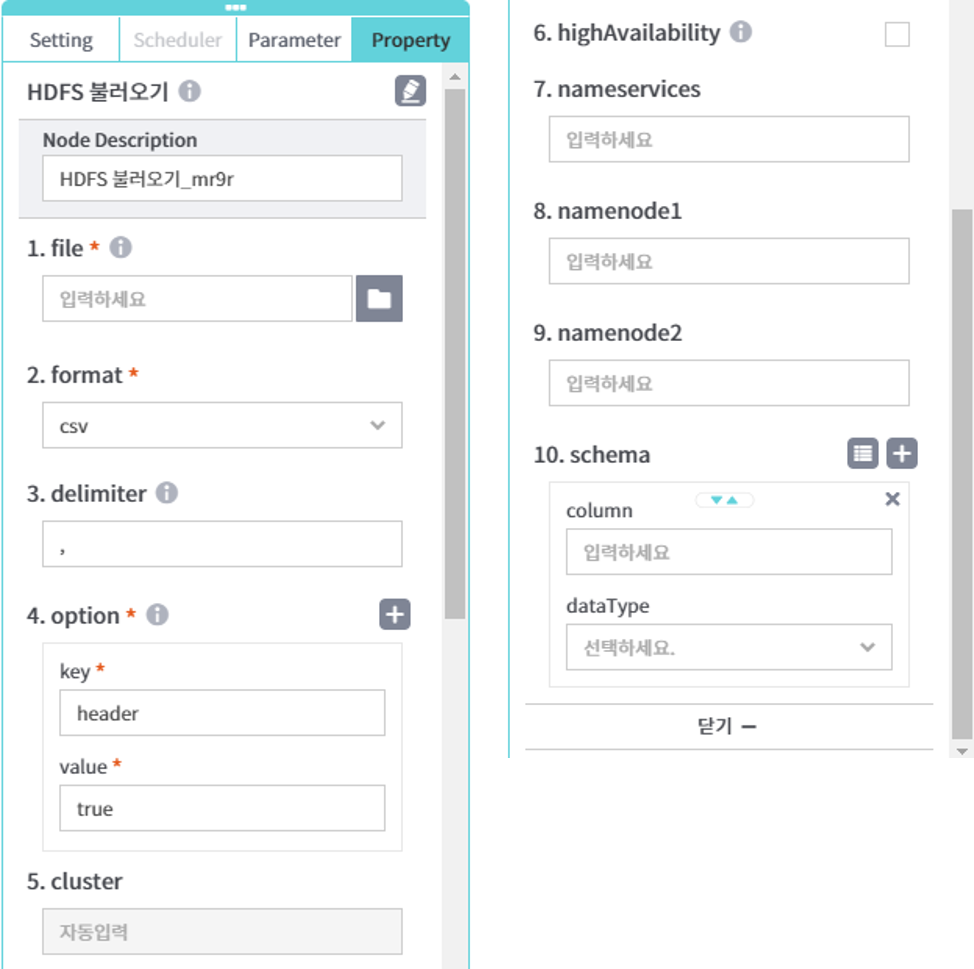 Setting Scheduler Parameter Property
HDFS 불러오기
Node Description
HDFS 불러오기_mr9r
1. file *
입력하세요
2. format *
csv
3. delimiter
,
4. option *
key *
header
value *
true
5. cluster
자동입력
6. highAvailability
7. nameservices
입력하세요
8. namenode1
입력하세요
9. namenode2
입력하세요
10. schema
column
입력하세요
dataType
선택하세요.
닫기